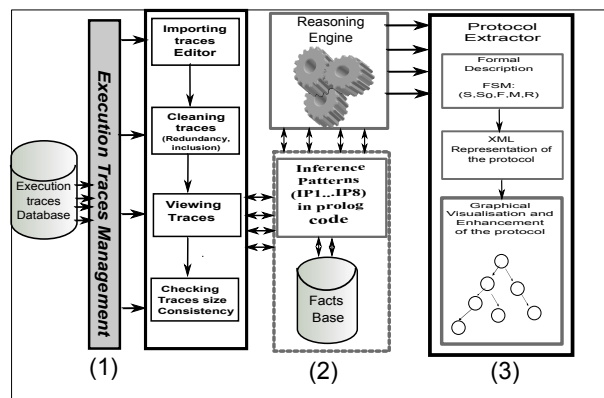 Execution
traces
Database
Execution Traces Management
(1)
Importing
traces
Editor
Cleaning
traces
(Redundancy,
inclusion)
Viewing
Traces
Checking
Traces size
Consistency
Reasoning
Engine
Inference
Patterns
(IP1...IP8)
in prolog
code
Facts
Base
(2)
Protocol
Extractor
Formal
Description
FSM:
(S,S0,F,M,R)
XML
Representation of
the protocol
Graphical
Visualisation and
Enhancement
of the protocol
(3)